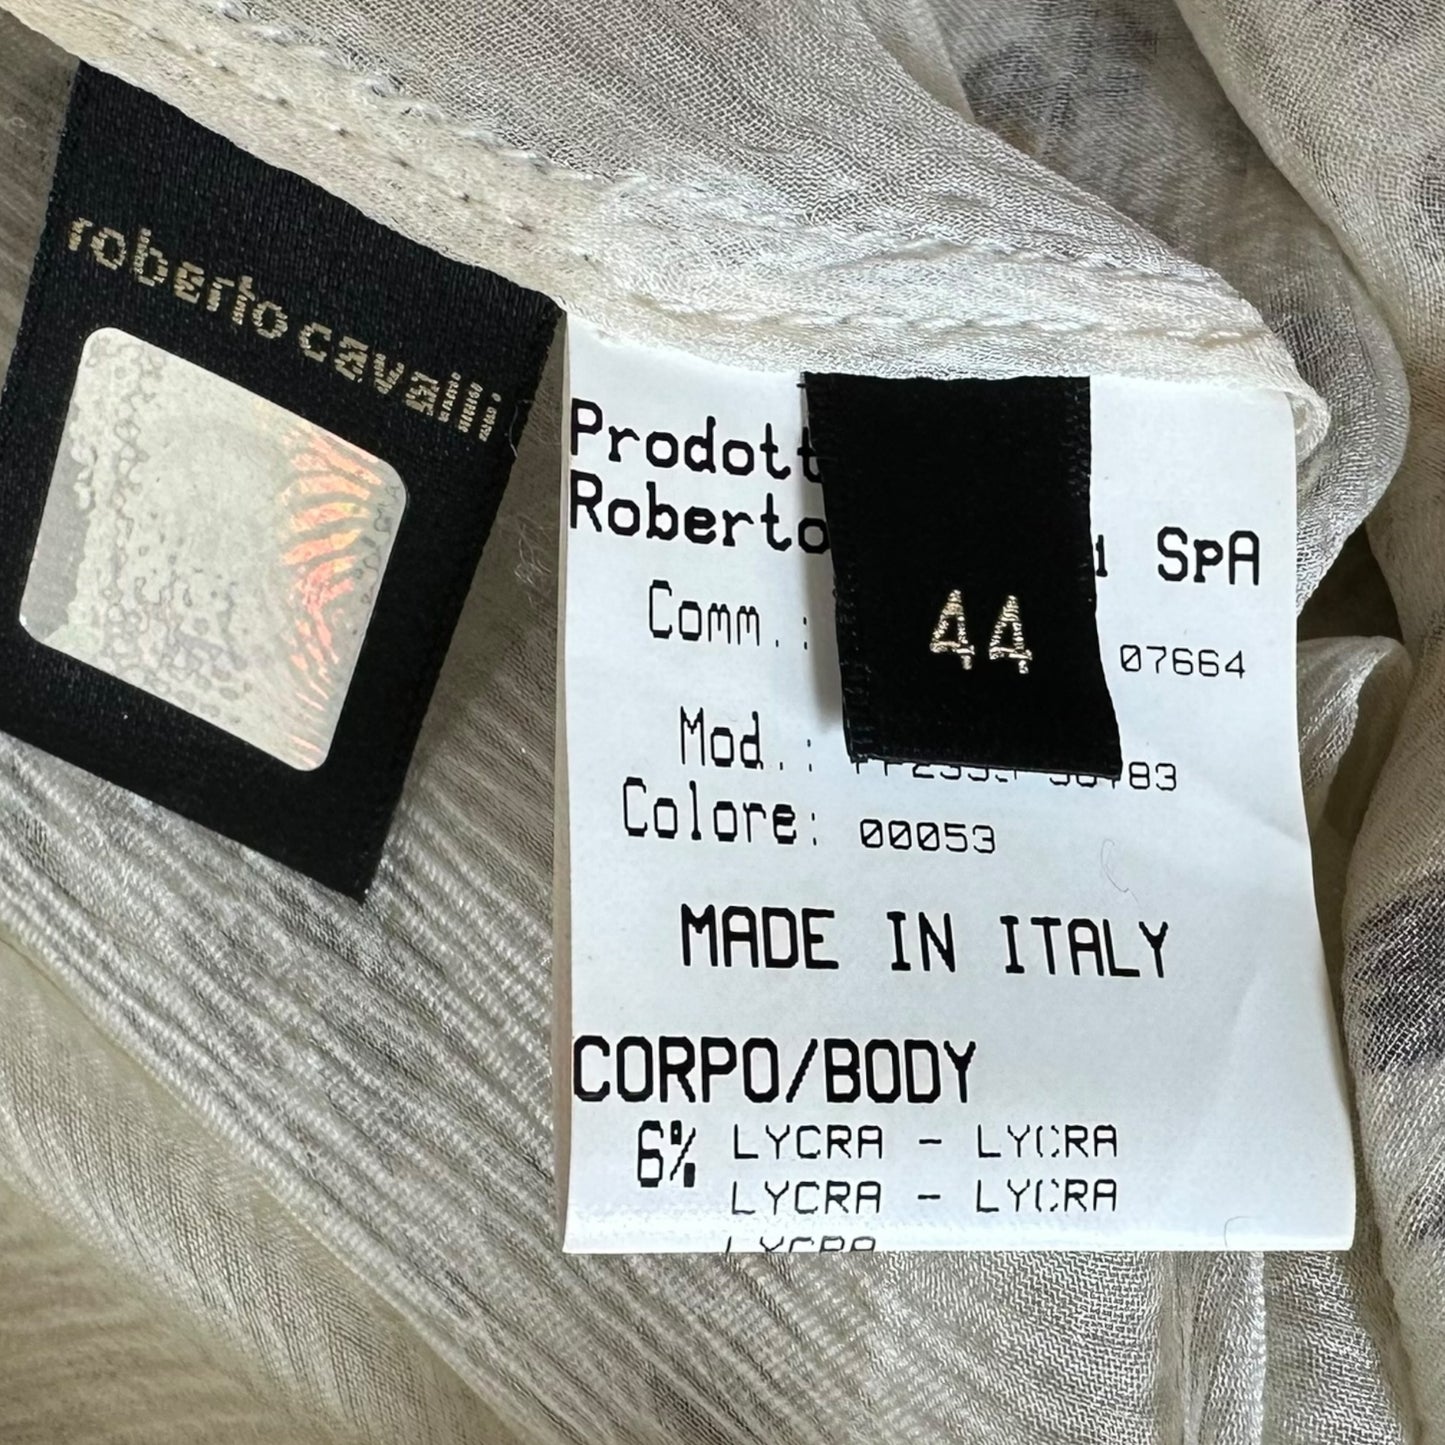 roberto cavalli
Roberto SpA
Comm.: 07664
44
Mod.:
Colore: 00053
MADE IN ITALY
CORPO/BODY
6% LYCRA - LYCRA
LYCRA - LYCRA
LYCRA